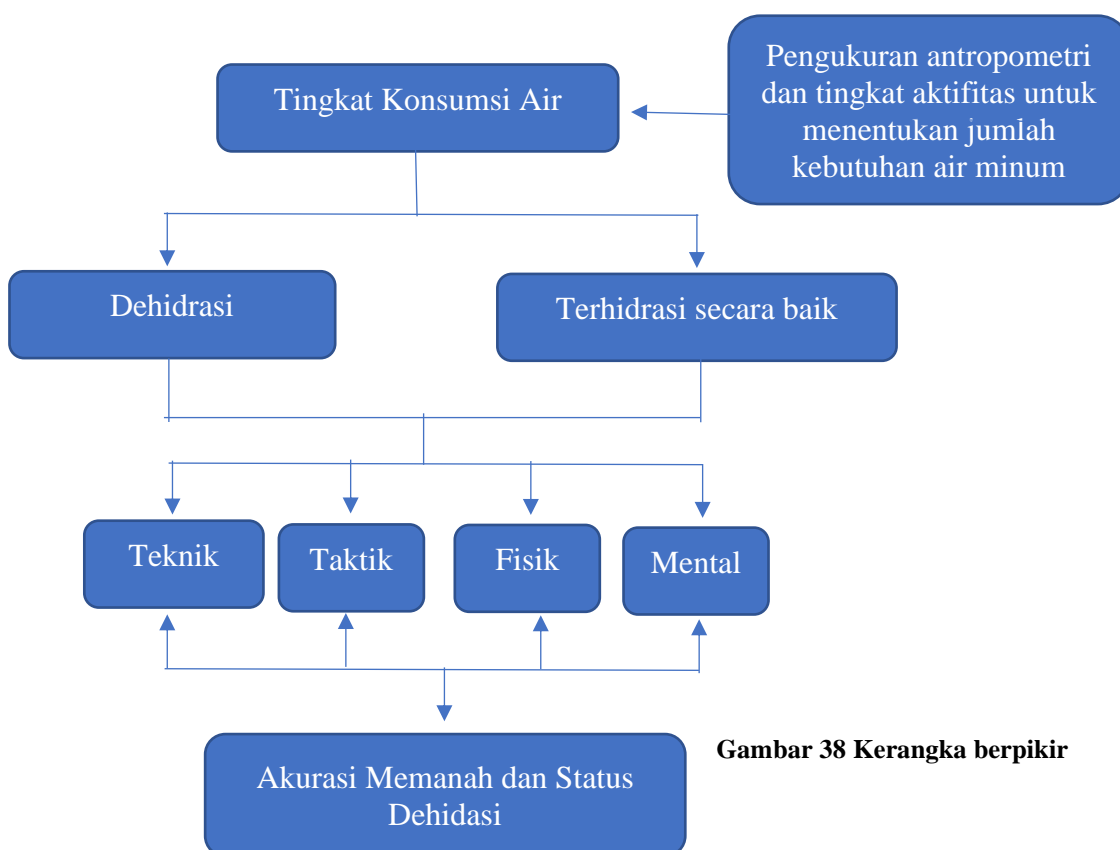 Pengukuran antropometri
dan tingkat aktifitas untuk
menentukan jumlah
kebutuhan air minum
Tingkat Konsumsi Air
Dehidrasi
Terhidrasi secara baik
Teknik
Taktik
Fisik
Mental
Akurasi Memanah dan Status
Dehidasi
Gambar 38 Kerangka berpikir